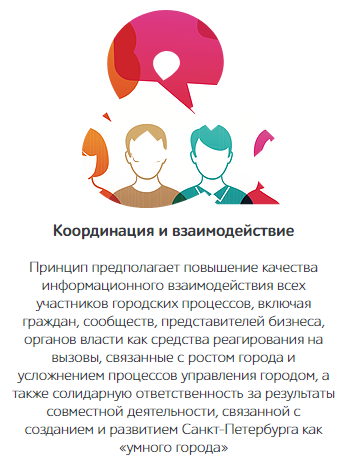 Координация и взаимодействие
Принцип предполагает повышение качества
информационного взаимодействия всех
участников городских процессов, включая
граждан, сообществ, представителей бизнеса,
органов власти как средства реагирования на
вызовы, связанные с ростом города и
усложнением процессов управления городом, а
также солидарную ответственность за результаты
совместной деятельности, связанной с
созданием и развитием Санкт-Петербурга как
«умного города»